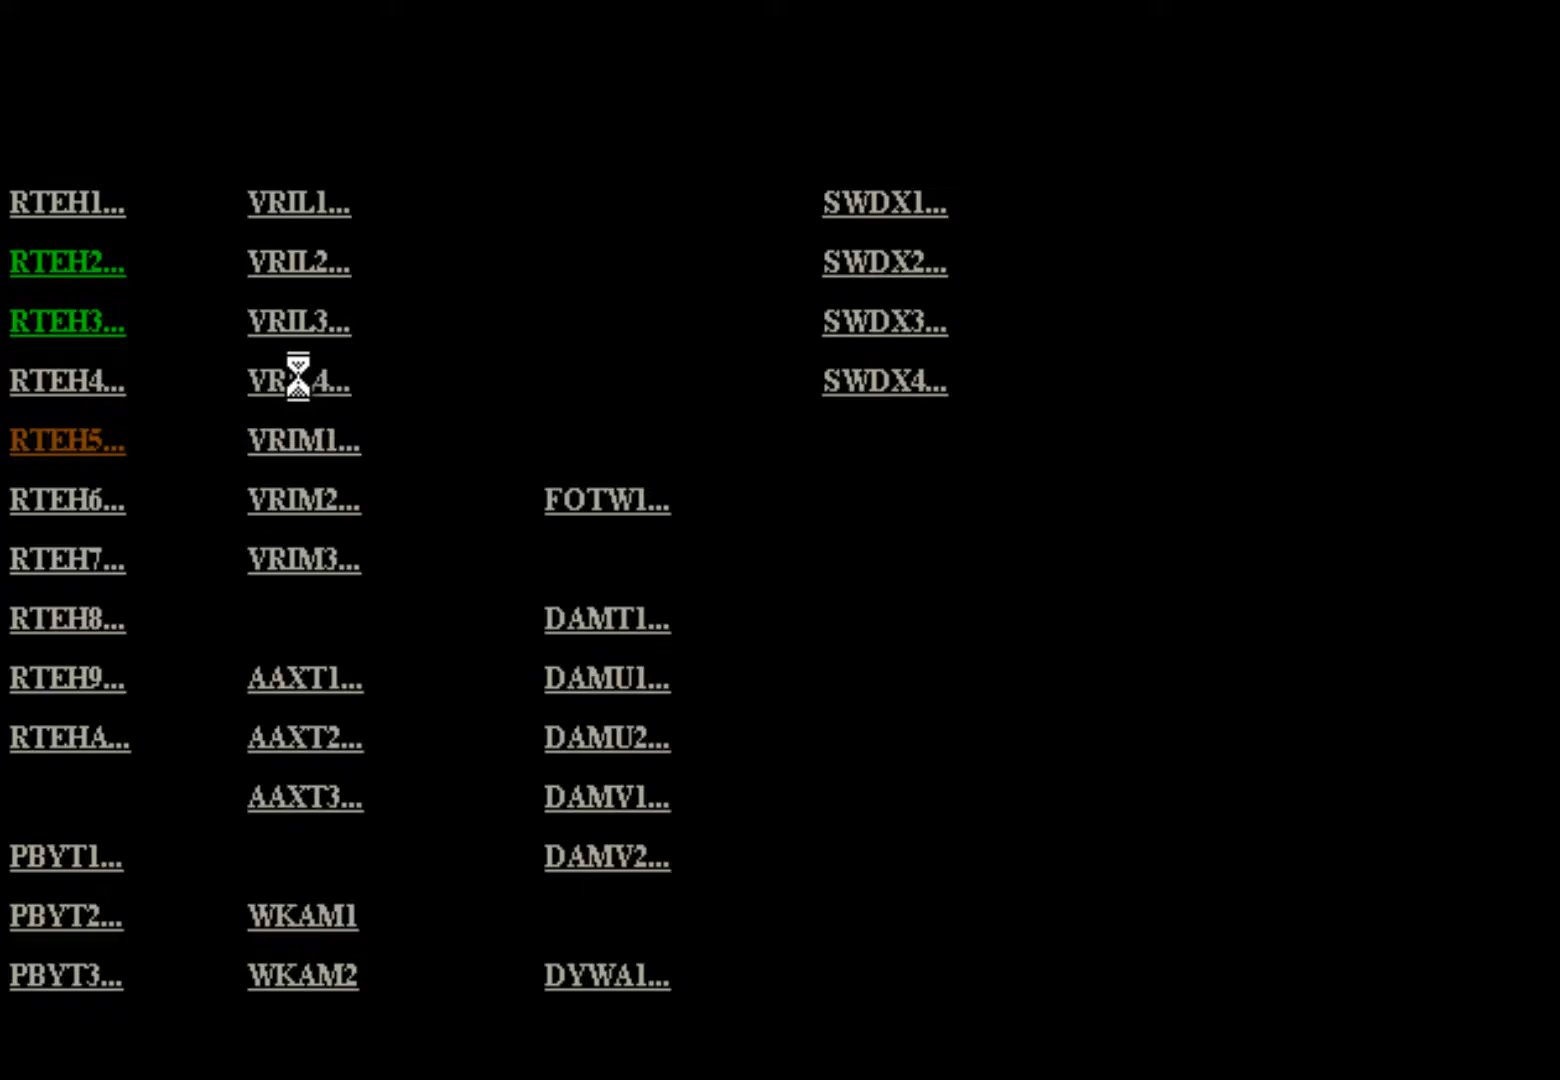 RTEH1... VRIL1... SWDX1...
RTEH2... VRIL2... SWDX2...
RTEH3... VRIL3... SWDX3...
RTEH4... SWDX4...
RTEH5... VRIM1...
RTEH6... VRIM2... FOTW1...
RTEH7... VRIM3...
RTEH8... DAMT1...
RTEH9... AAXT1... DAMU1...
RTEHA... AAXT2... DAMU2...
AAXT3... DAMV1...
PBYT1... DAMV2...
PBYT2... WKAM1
PBYT3... WKAM2 DYWA1...